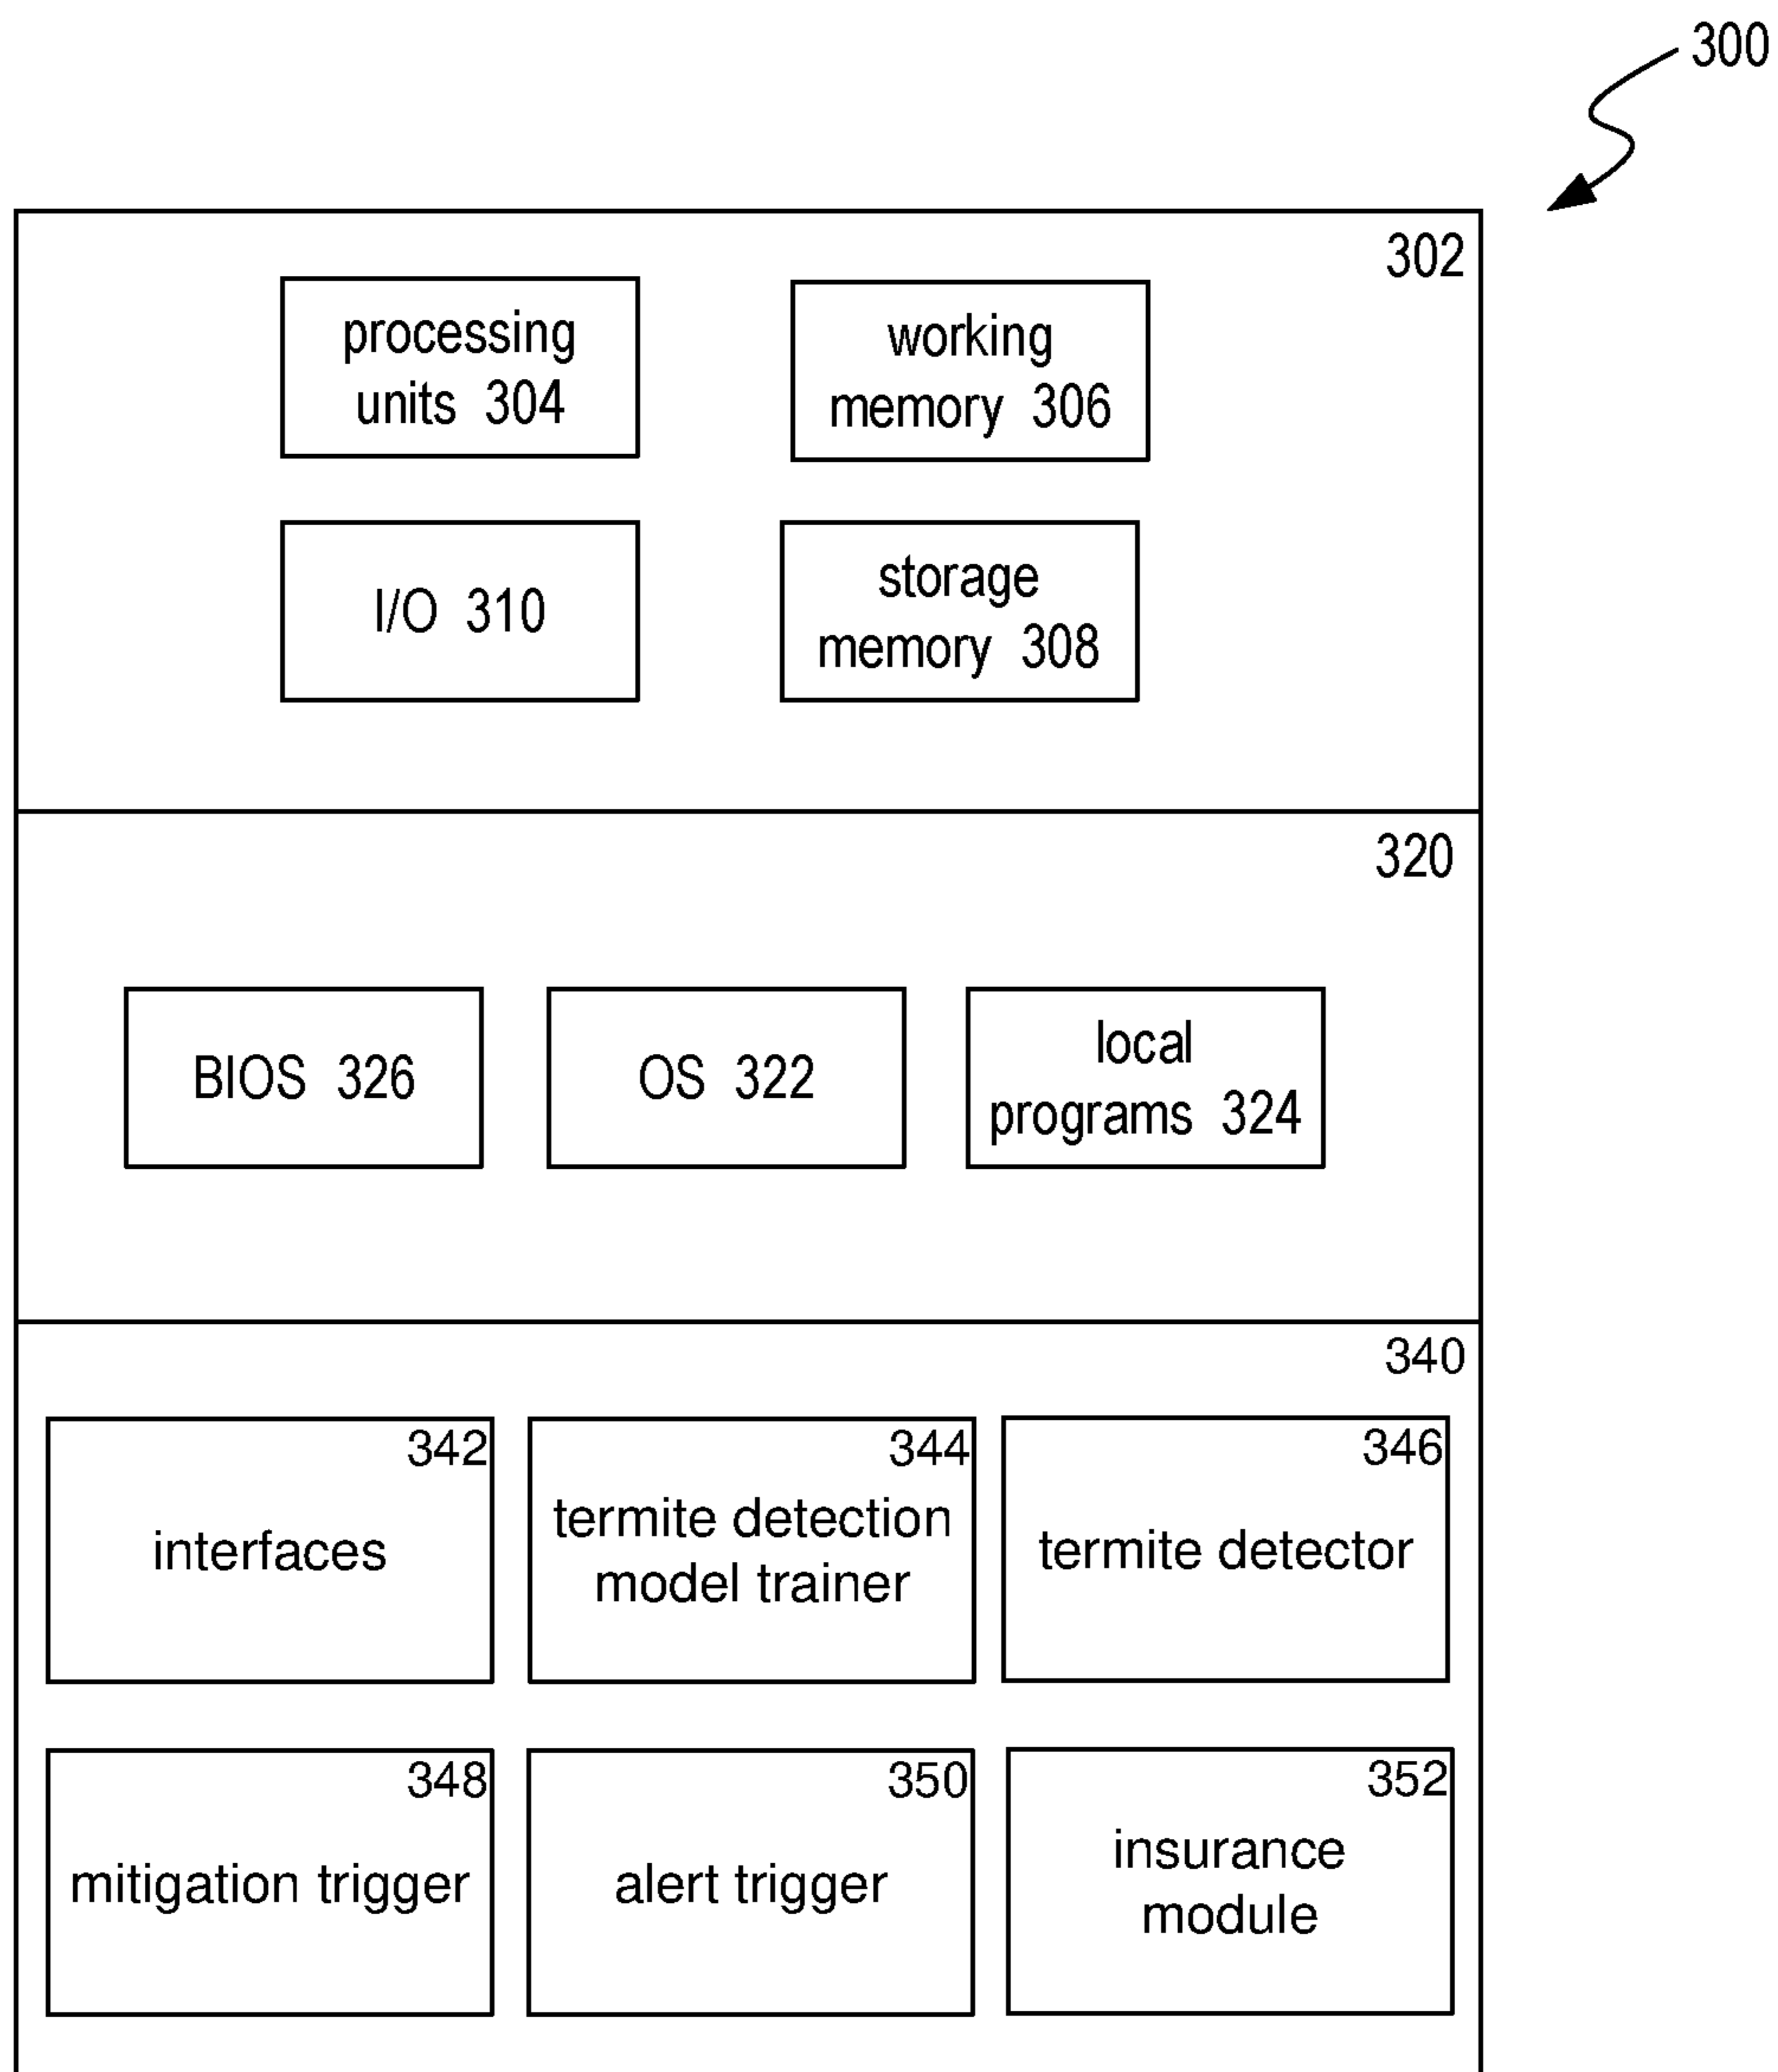 300
302
processing
units 304
working
memory 306
I/O 310
storage
memory 308
320
BIOS 326
OS 322
local
programs 324
340
342
interfaces
344
termite detection
model trainer
346
termite detector
348
mitigation trigger
350
alert trigger
352
insurance
module